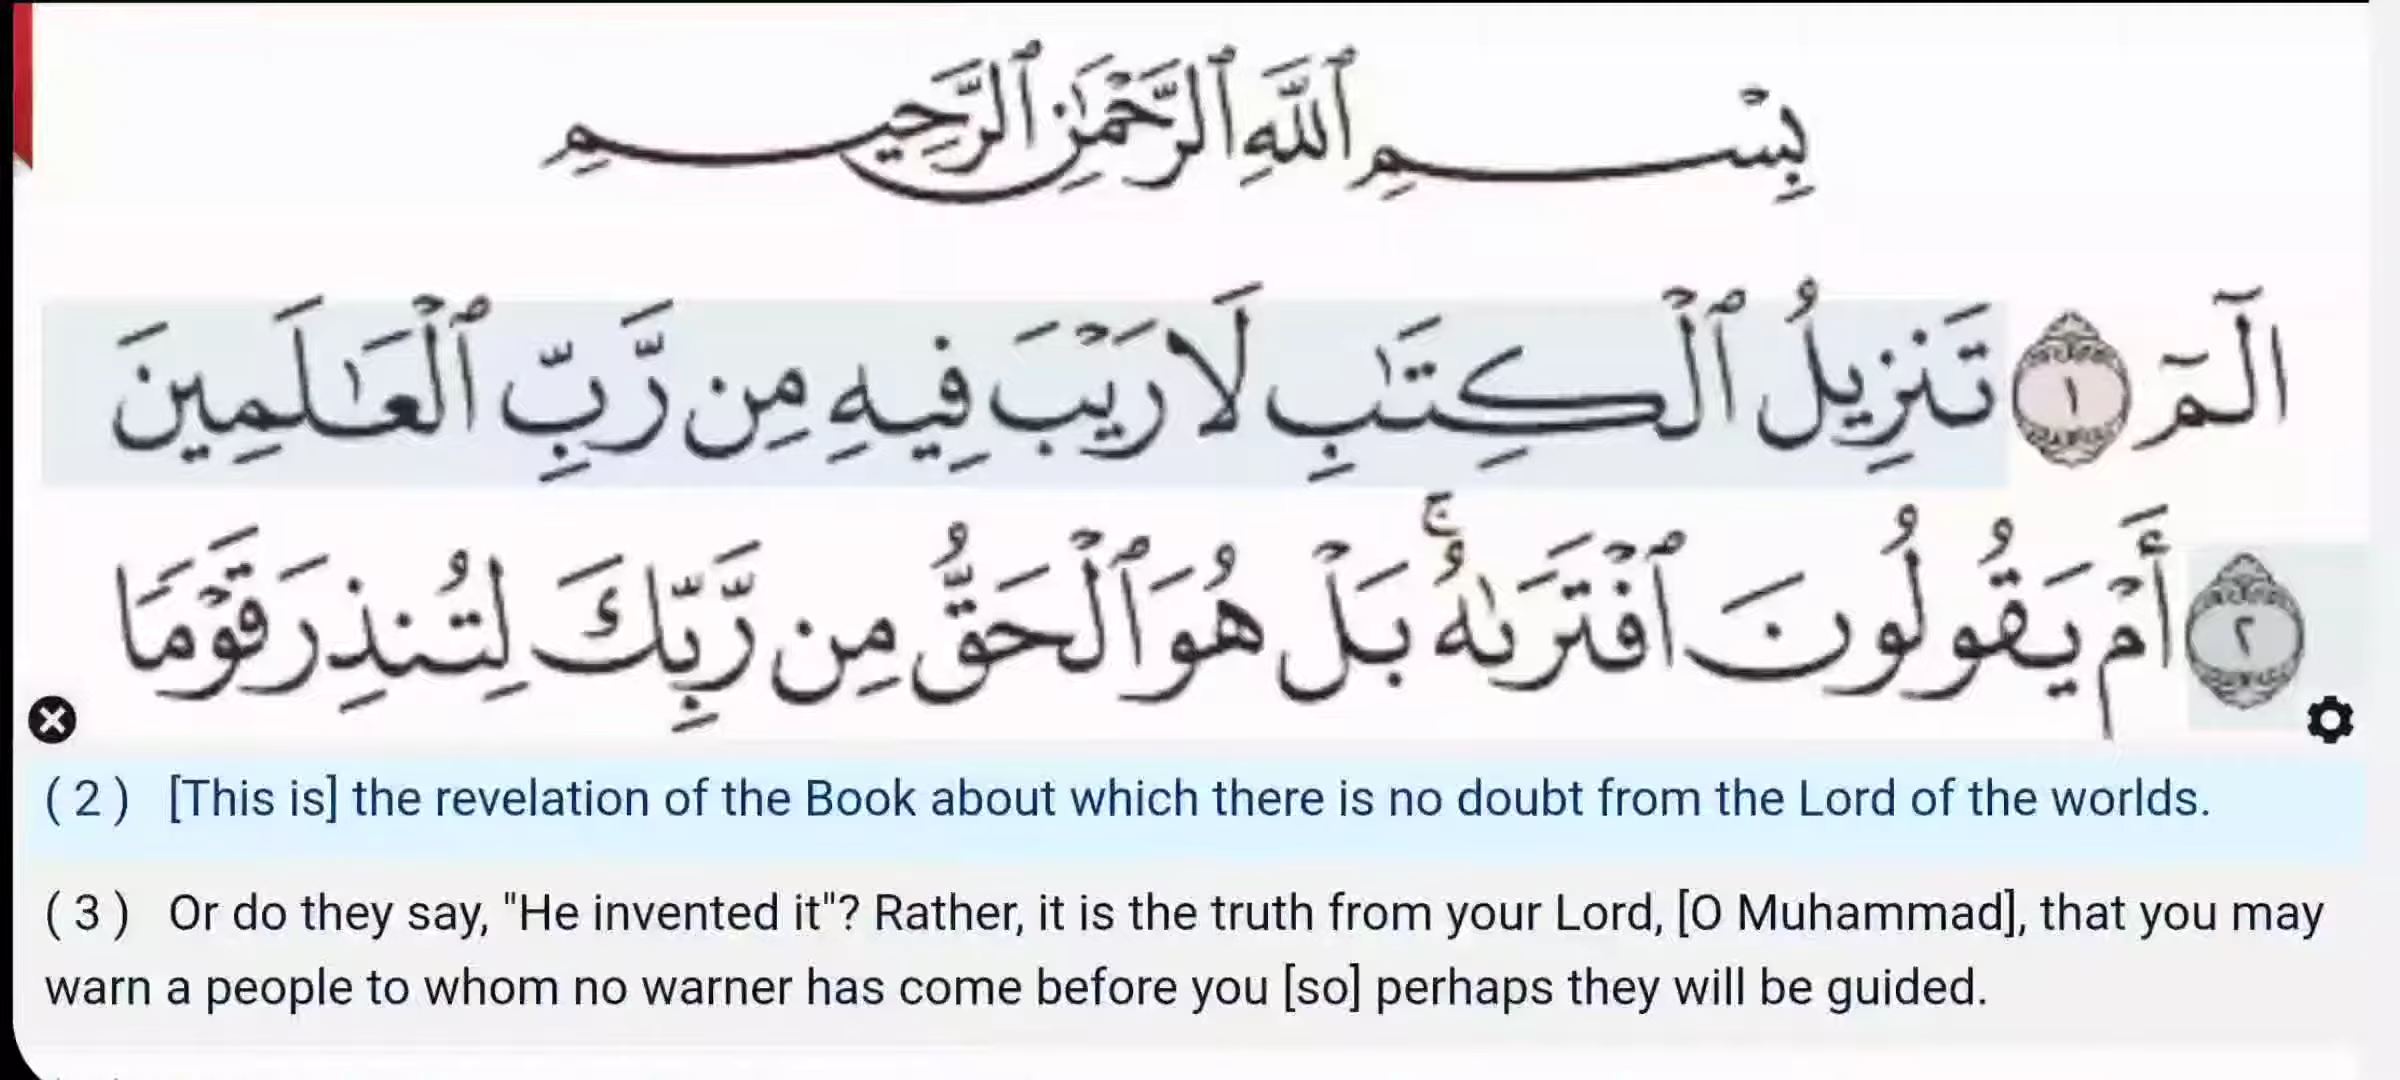 بِسْمِ ٱللَّهِ ٱلرَّحْمَٰنِ ٱلرَّحِيمِ
الٓمٓ ١ تَنزِيلُ ٱلْكِتَٰبِ لَا رَيْبَ فِيهِ مِن رَّبِّ ٱلْعَٰلَمِينَ
٢ أَمْ يَقُولُونَ ٱفْتَرَىٰهُ ۚ بَلْ هُوَ ٱلْحَقُّ مِن رَّبِّكَ لِتُنذِرَ قَوْمًا
( 2 ) [This is] the revelation of the Book about which there is no doubt from the Lord of the worlds.
( 3 ) Or do they say, "He invented it"? Rather, it is the truth from your Lord, [O Muhammad], that you may
warn a people to whom no warner has come before you [so] perhaps they will be guided.